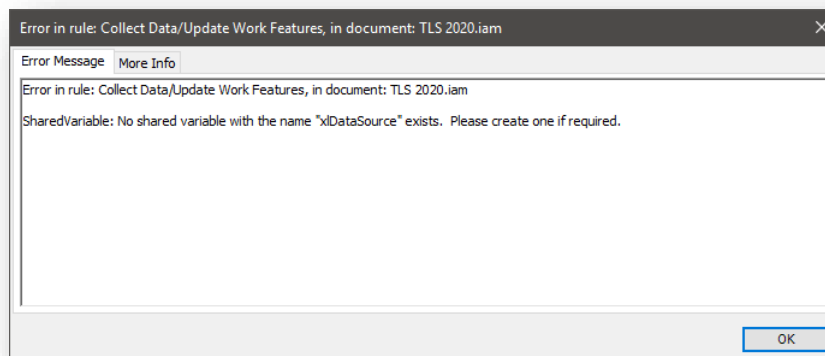 Error in rule: Collect Data/Update Work Features, in document: TLS 2020.iam
Error Message
More Info
Error in rule: Collect Data/Update Work Features, in document: TLS 2020.iam
SharedVariable: No shared variable with the name "xlDataSource" exists.  Please create one if required.
OK